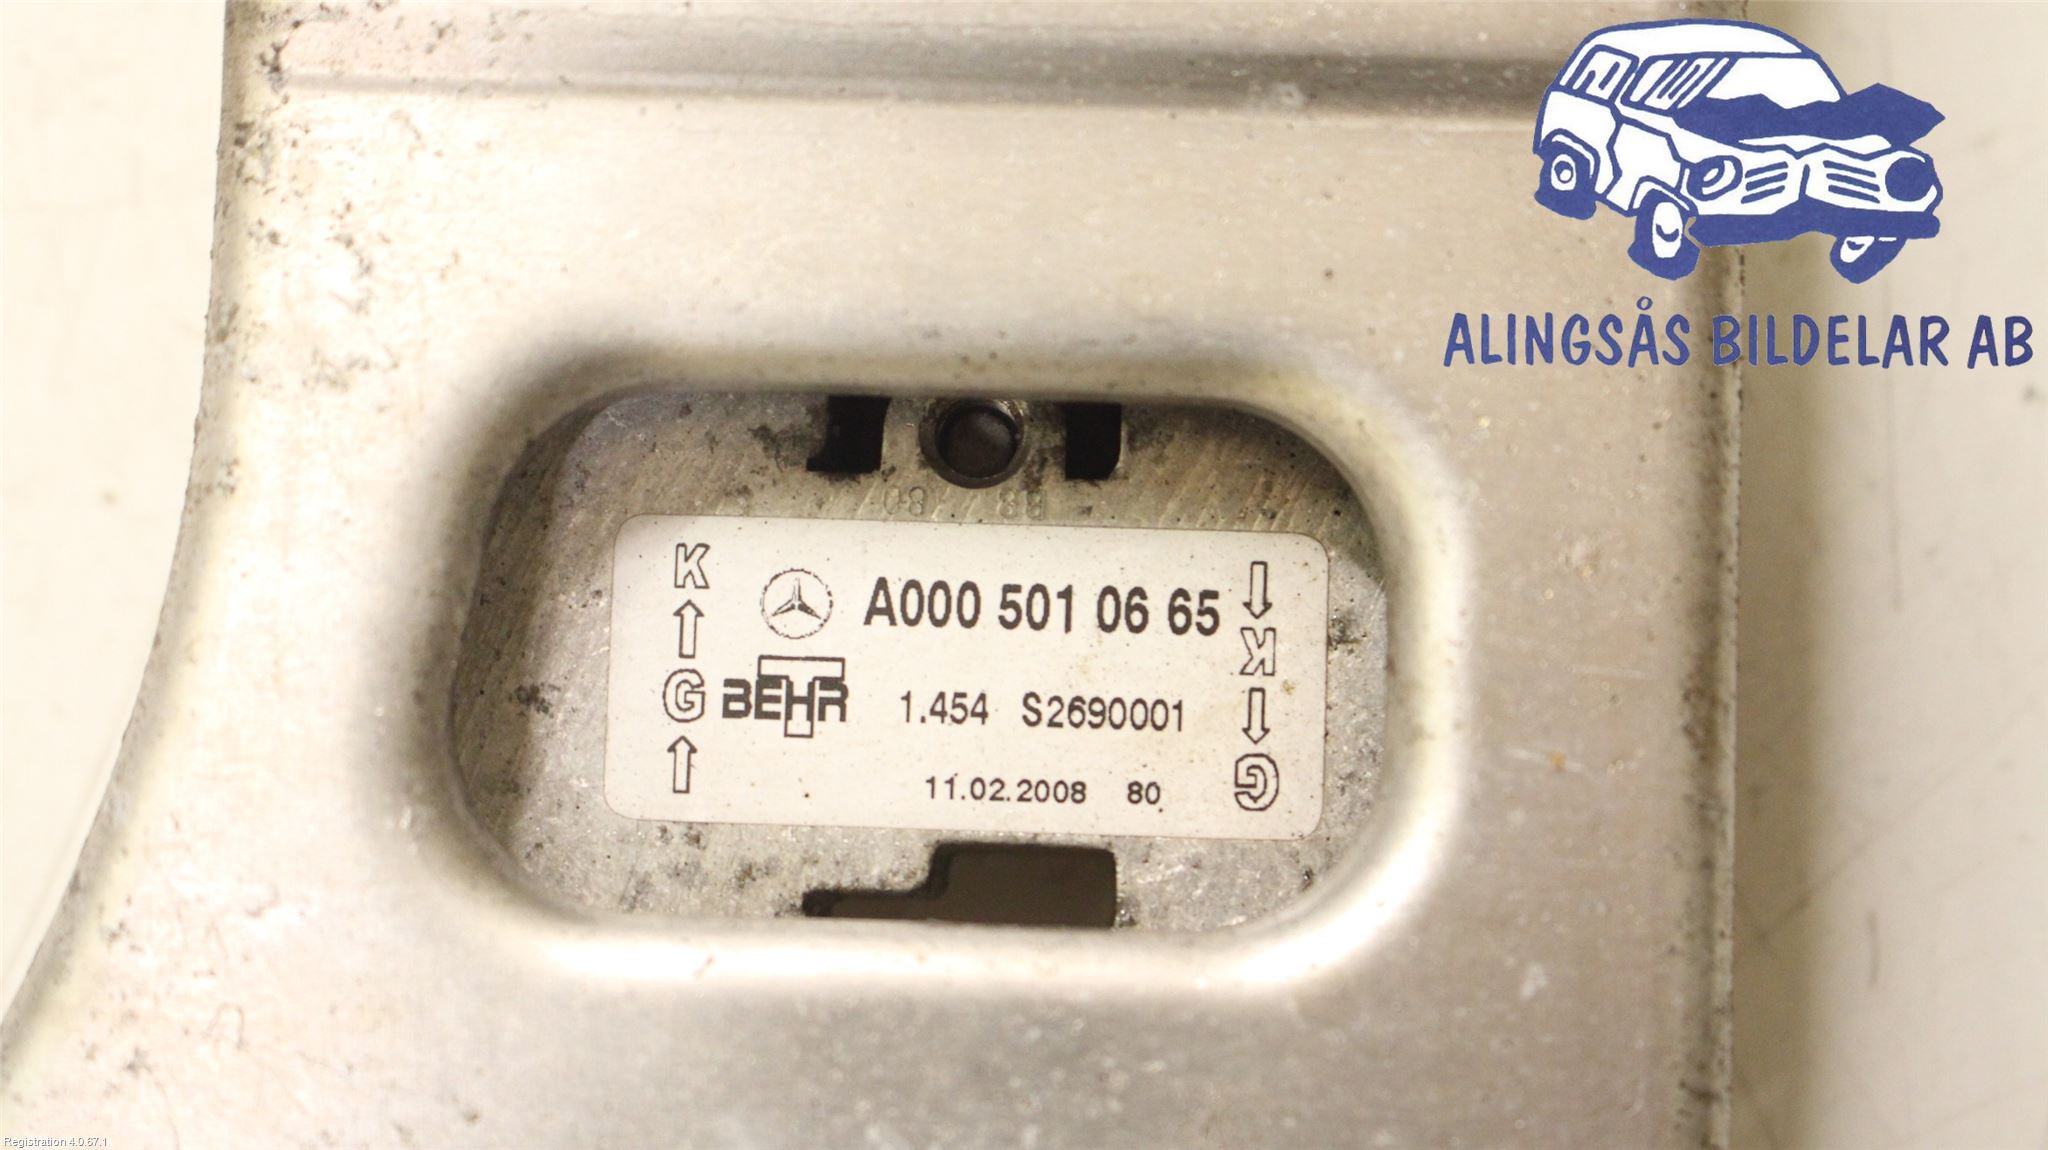 ALINGSÅS BILDELAR AB
K
G
A000 501 06 65
BEHR 1.454 S2690001
11.02.2008 80
K
G
Registration 4.0.67.1